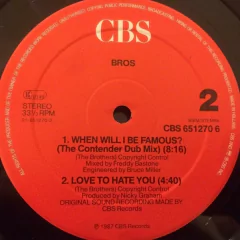 CBS
BROS
STEREO
33⅓ RPM
2
CBS 651270 6
1. WHEN WILL I BE FAMOUS?
(The Contender Dub Mix) (8:16)
(The Brothers) Copyright Control
Mixed by Freddy Bastone
Engineered by Bruce Miller
2. LOVE TO HATE YOU (4:40)
(The Brothers) Copyright Control
Produced by Nicky Graham
ORIGINAL SOUND RECORDING MADE BY
CBS Records
℗ 1987 CBS Records